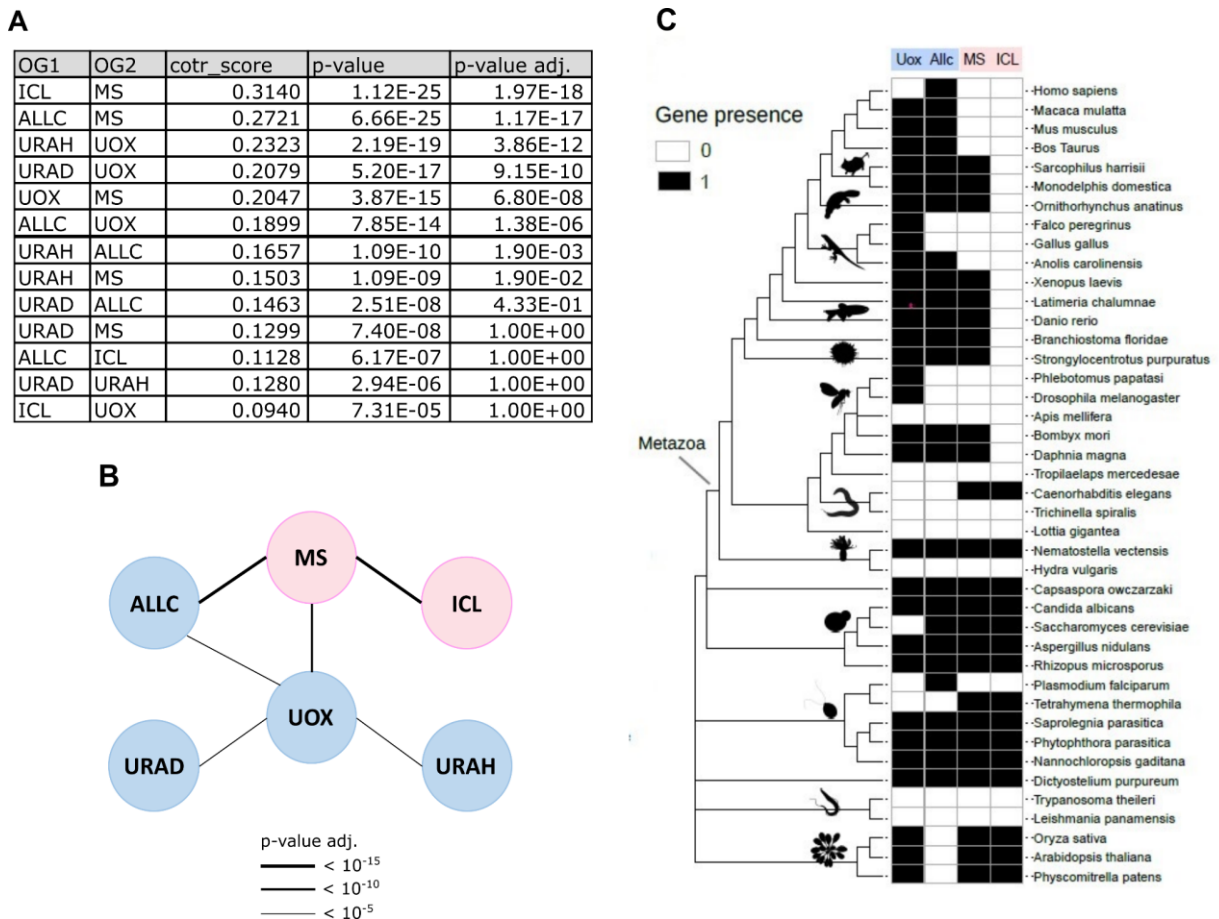 A
OG1 OG2 cotr_score p-value p-value adj.
ICL MS 0.3140 1.12E-25 1.97E-18
ALLC MS 0.2721 6.66E-25 1.17E-17
URAH UOX 0.2323 2.19E-19 3.86E-12
URAD UOX 0.2079 5.20E-17 9.15E-10
UOX MS 0.2047 3.87E-15 6.80E-08
ALLC UOX 0.1899 7.85E-14 1.38E-06
URAH ALLC 0.1657 1.09E-10 1.90E-03
URAH MS 0.1503 1.09E-09 1.90E-02
URAD ALLC 0.1463 2.51E-08 4.33E-01
URAD MS 0.1299 7.40E-08 1.00E+00
ALLC ICL 0.1128 6.17E-07 1.00E+00
URAD URAH 0.1280 2.94E-06 1.00E+00
ICL UOX 0.0940 7.31E-05 1.00E+00
B
MS
ALLC
ICL
UOX
URAD
URAH
p-value adj.
< 10-15
< 10-10
< 10-5
C
Uox Allc MS ICL
Gene presence
0
1
Metazoa
Homo sapiens
Macaca mulatta
Mus musculus
Bos Taurus
Sarcophilus harrisii
Monodelphis domestica
Ornithorhynchus anatinus
Falco peregrinus
Gallus gallus
Anolis carolinensis
Xenopus laevis
Latimeria chalumnae
Danio rerio
Branchiostoma floridae
Strongylocentrotus purpuratus
Phlebotomus papatasi
Drosophila melanogaster
Apis mellifera
Bombyx mori
Daphnia magna
Tropilaelaps mercedesae
Caenorhabditis elegans
Trichinella spiralis
Lottia gigantea
Nematostella vectensis
Hydra vulgaris
Capsaspora owczarzaki
Candida albicans
Saccharomyces cerevisiae
Aspergillus nidulans
Rhizopus microsporus
Plasmodium falciparum
Tetrahymena thermophila
Saprolegnia parasitica
Phytophthora parasitica
Nannochloropsis gaditana
Dictyostelium purpureum
Trypanosoma theileri
Leishmania panamensis
Oryza sativa
Arabidopsis thaliana
Physcomitrella patens